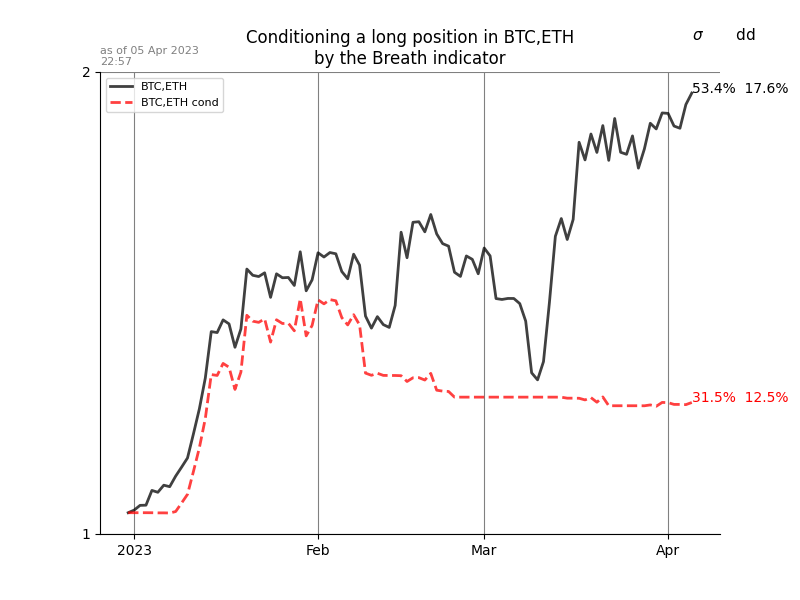 Conditioning a long position in BTC,ETH
by the Breath indicator
σ dd
as of 05 Apr 2023
22:57
2
BTC,ETH
BTC,ETH cond
53.4% 17.6%
31.5% 12.5%
1
2023 Feb Mar Apr